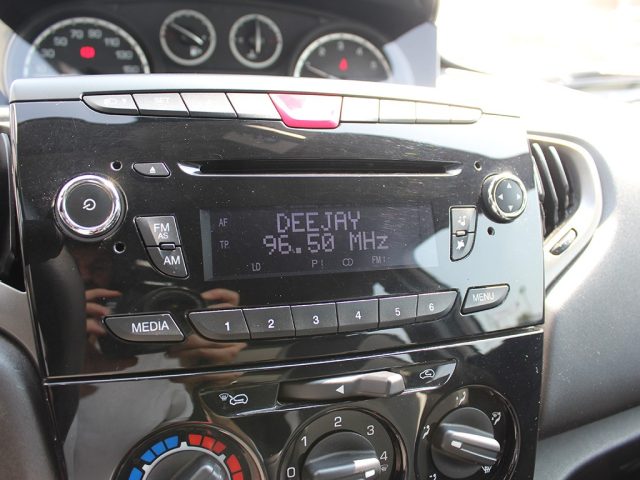 AF
DEEJAY
TP
96.50 MHz
LD P1 FM1
FM
AS
AM
MEDIA
1 2 3 4 5 6
MENU
0 1 2 3 4